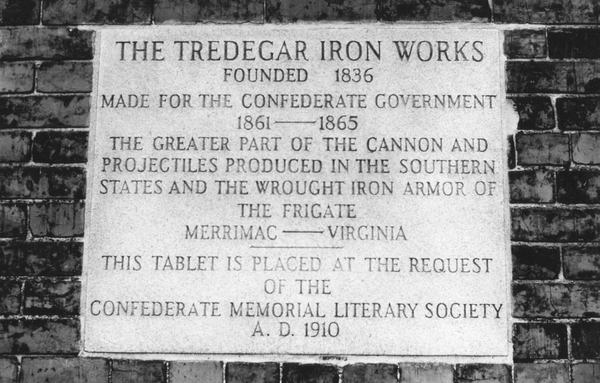 THE TREDEGAR IRON WORKS
FOUNDED 1836
MADE FOR THE CONFEDERATE GOVERNMENT
1861——1865
THE GREATER PART OF THE CANNON AND
PROJECTILES PRODUCED IN THE SOUTHERN
STATES AND THE WROUGHT IRON ARMOR OF
THE FRIGATE
MERRIMAC——VIRGINIA
THIS TABLET IS PLACED AT THE REQUEST
OF THE
CONFEDERATE MEMORIAL LITERARY SOCIETY
A. D. 1910